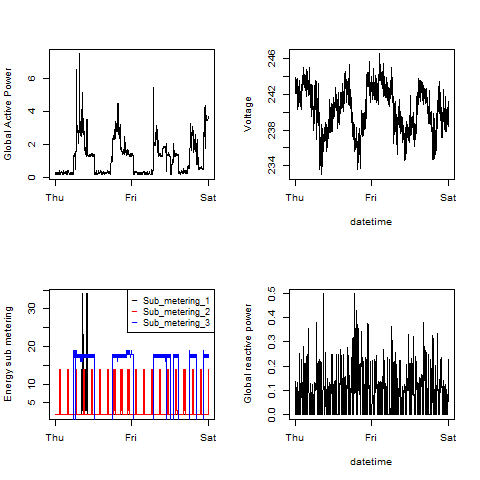 Global Active Power
0 2 4 6
Thu Fri Sat
Voltage
234 238 242 246
Thu Fri Sat
datetime
Energy sub metering
5 10 20 30
Sub_metering_1
Sub_metering_2
Sub_metering_3
Thu Fri Sat
Global reactive power
0.0 0.1 0.2 0.3 0.4 0.5
Thu Fri Sat
datetime